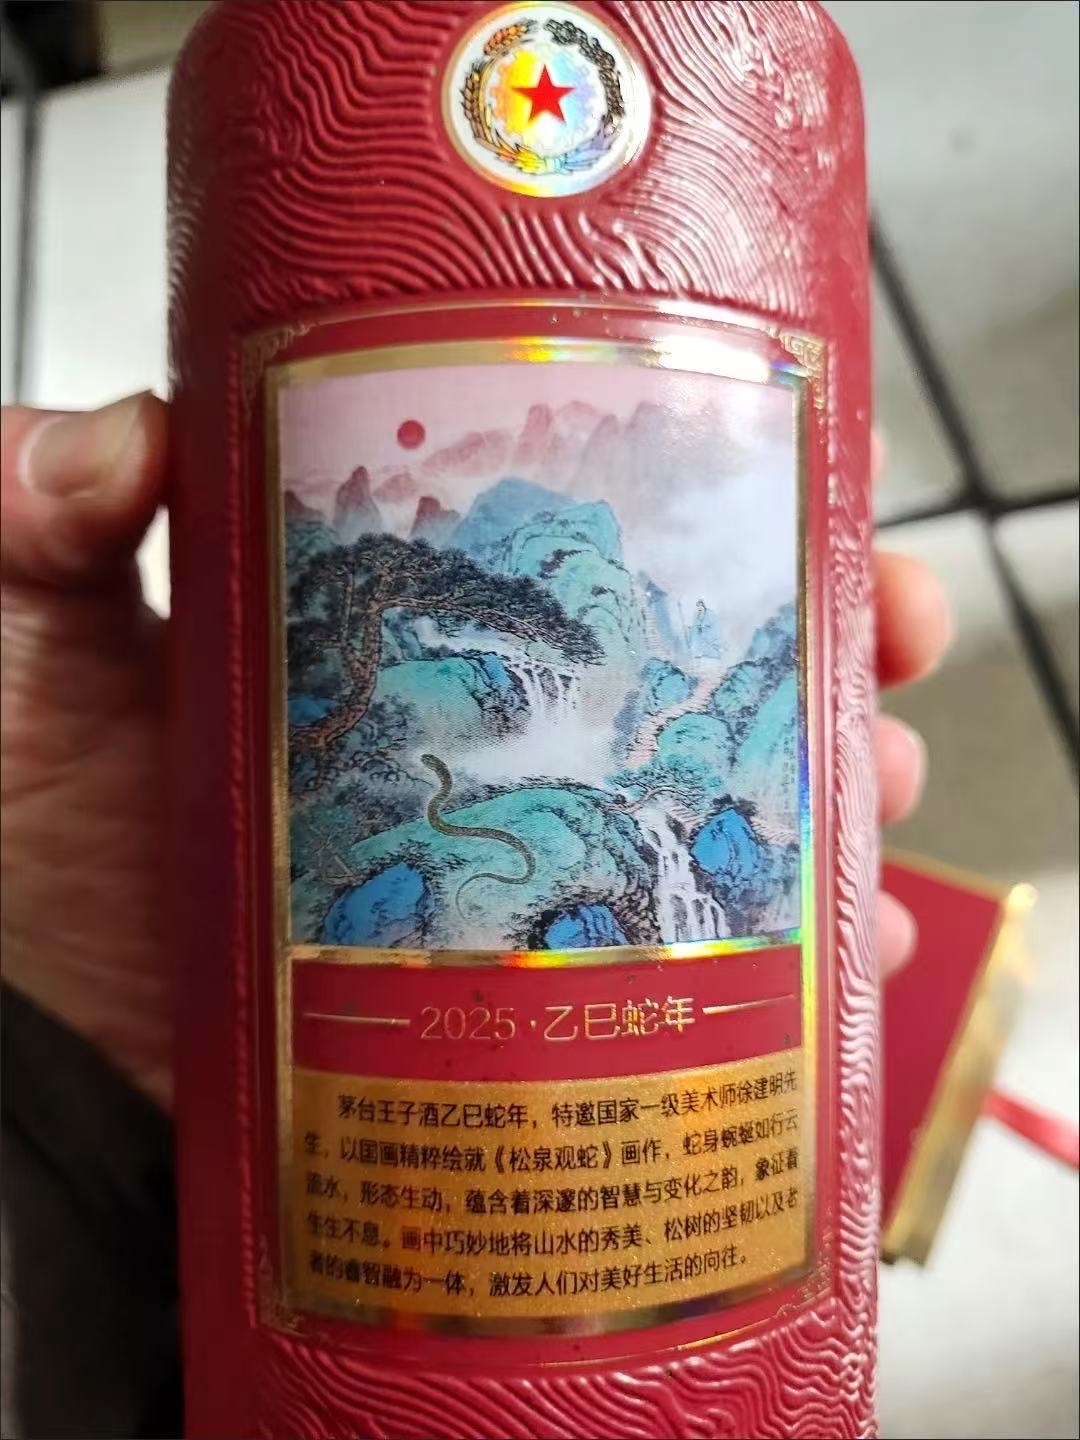 2025·乙巳蛇年
茅台王子酒乙巳蛇年，特邀国家一级美术师徐建明先
生，以国画精粹绘就《松泉观蛇》画作，蛇身蜿蜒如行云
流水，形态生动，蕴含着深邃的智慧与变化之韵，象征着
生生不息。画中巧妙地将山水的秀美、松树的坚韧以及老
者的睿智融为一体，激发人们对美好生活的向往。